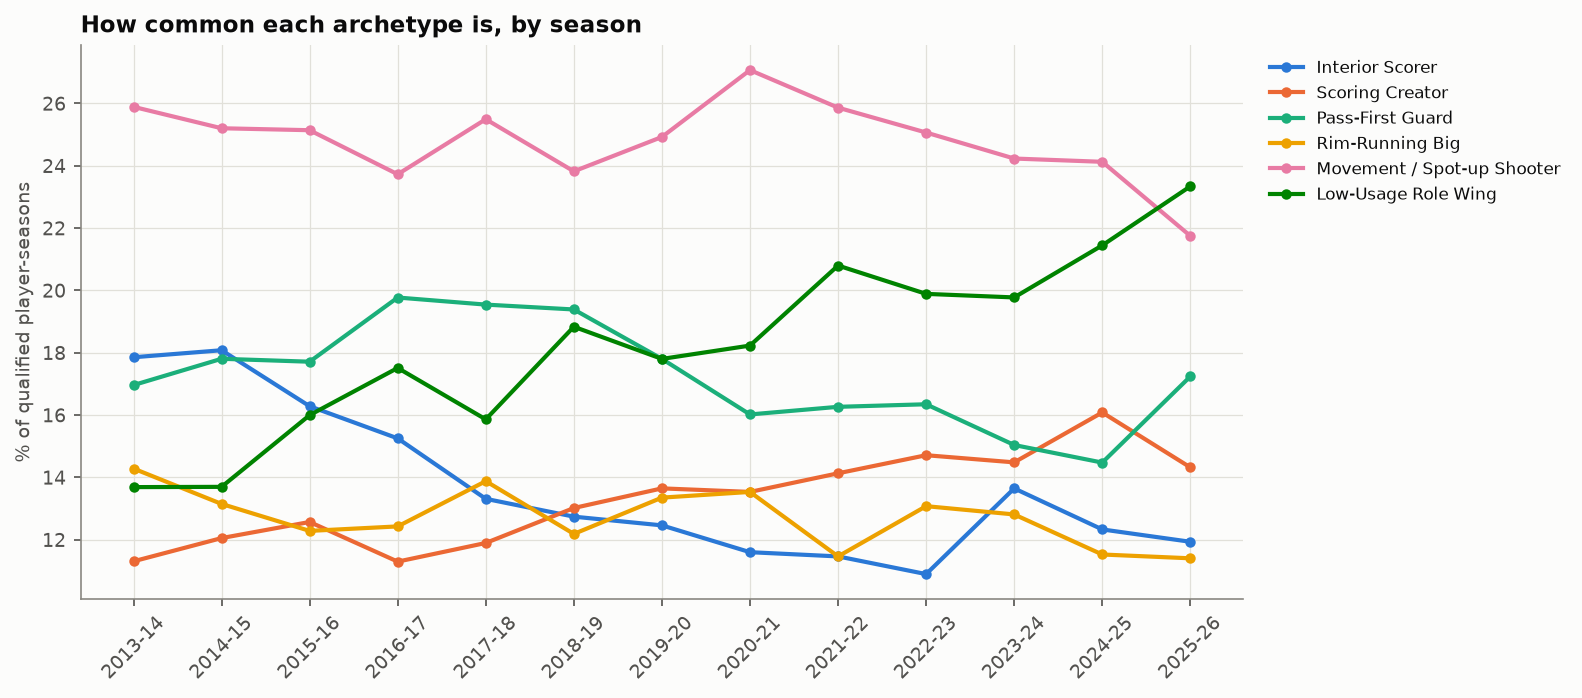 How common each archetype is, by season
% of qualified player-seasons
26
24
22
20
18
16
14
12
2013-14
2014-15
2015-16
2016-17
2017-18
2018-19
2019-20
2020-21
2021-22
2022-23
2023-24
2024-25
2025-26
Interior Scorer
Scoring Creator
Pass-First Guard
Rim-Running Big
Movement / Spot-up Shooter
Low-Usage Role Wing